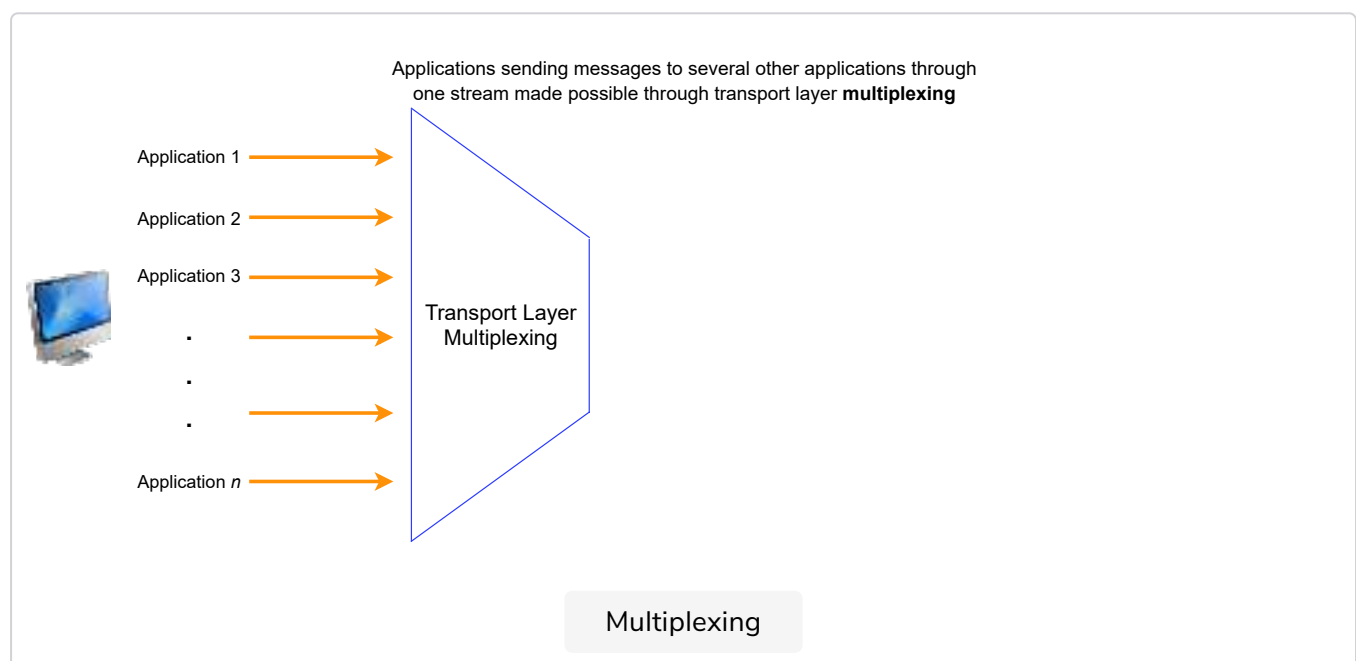 Applications sending messages to several other applications through
one stream made possible through transport layer multiplexing
Application 1
Application 2
Application 3
.
.
.
Application n
Transport Layer
Multiplexing
Multiplexing